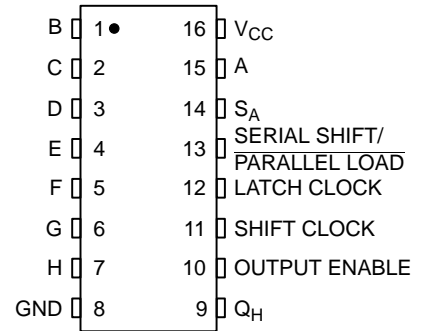 B 1 16 VCC
C 2 15 A
D 3 14 SA
E 4 13 SERIAL SHIFT/
PARALLEL LOAD
F 5 12 LATCH CLOCK
G 6 11 SHIFT CLOCK
H 7 10 OUTPUT ENABLE
GND 8 9 QH